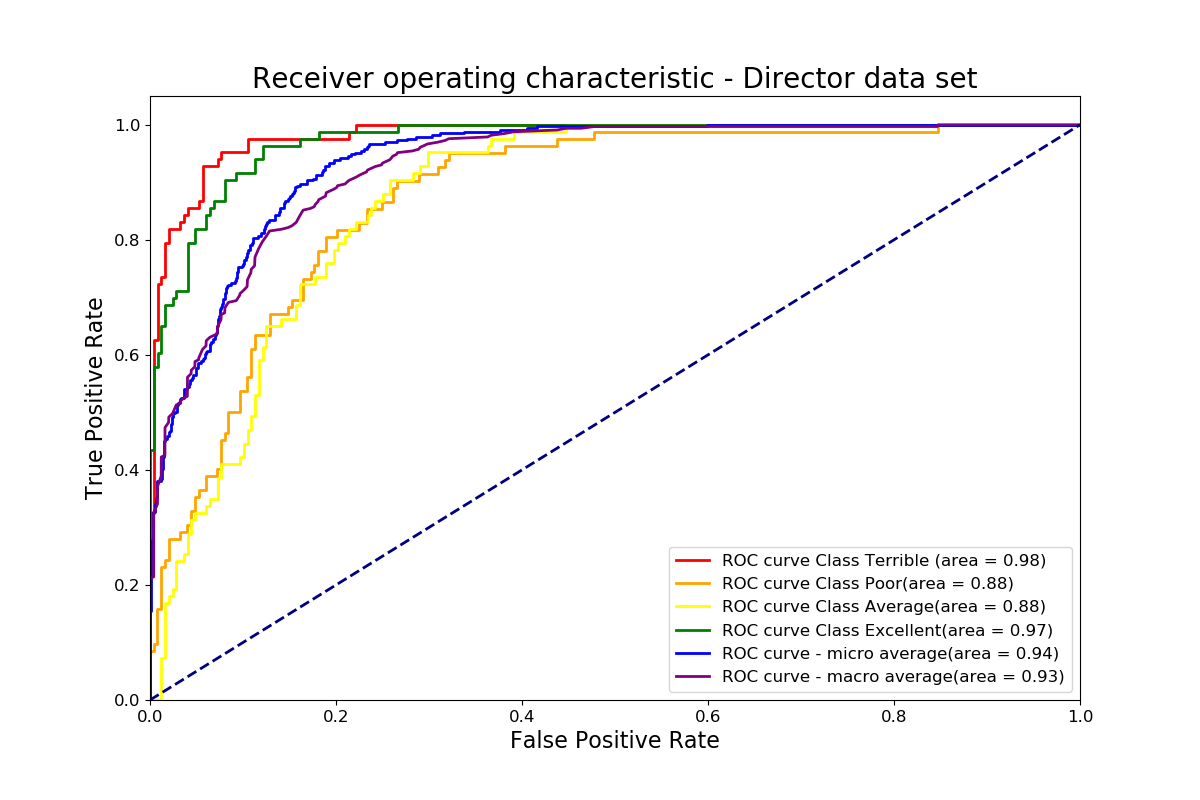 Receiver operating characteristic - Director data set
True Positive Rate
1.0
0.8
0.6
0.4
0.2
0.0
0.0 0.2 0.4 0.6 0.8 1.0
False Positive Rate
ROC curve Class Terrible (area = 0.98)
ROC curve Class Poor(area = 0.88)
ROC curve Class Average(area = 0.88)
ROC curve Class Excellent(area = 0.97)
ROC curve - micro average(area = 0.94)
ROC curve - macro average(area = 0.93)